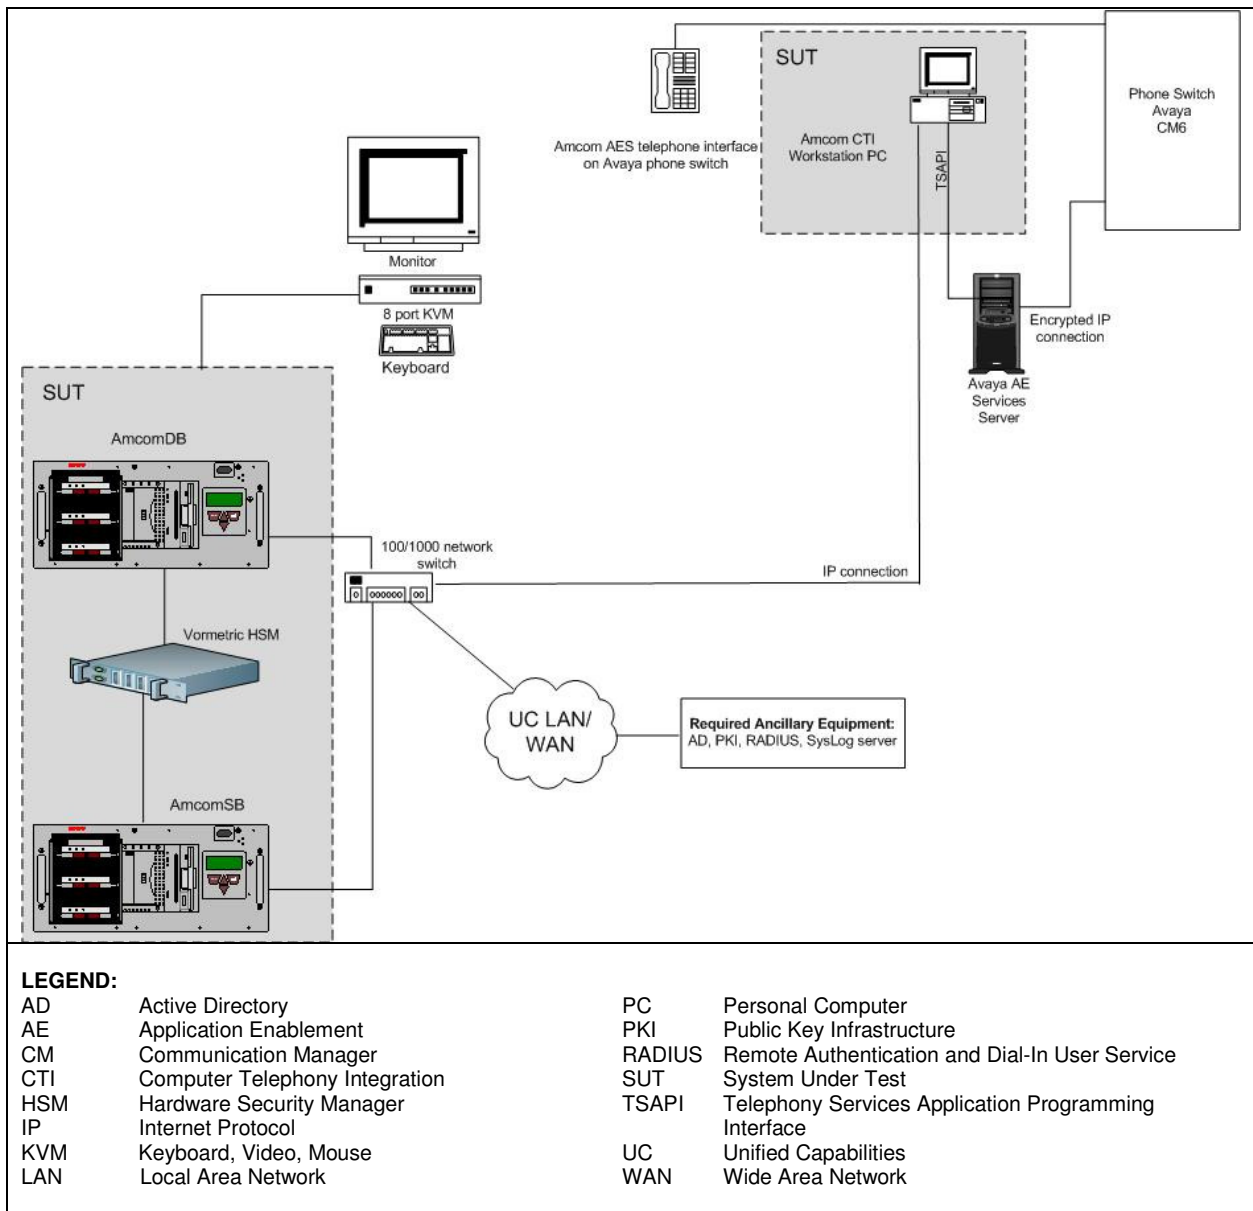 SUT
Amcom AES telephone interface
on Avaya phone switch
Amcom CTI
Workstation PC
TSAPI
Phone Switch
Avaya
CM6
Encrypted IP
connection
Avaya AE
Services
Server
Monitor
8 port KVM
Keyboard
SUT
AmcomDB
100/1000 network
switch
IP connection
Vormetric HSM
UC LAN/
WAN
Required Ancillary Equipment:
AD, PKI, RADIUS, SysLog server
AmcomSB
LEGEND:
AD Active Directory
AE Application Enablement
CM Communication Manager
CTI Computer Telephony Integration
HSM Hardware Security Manager
IP Internet Protocol
KVM Keyboard, Video, Mouse
LAN Local Area Network
PC Personal Computer
PKI Public Key Infrastructure
RADIUS Remote Authentication and Dial-In User Service
SUT System Under Test
TSAPI Telephony Services Application Programming
Interface
UC Unified Capabilities
WAN Wide Area Network